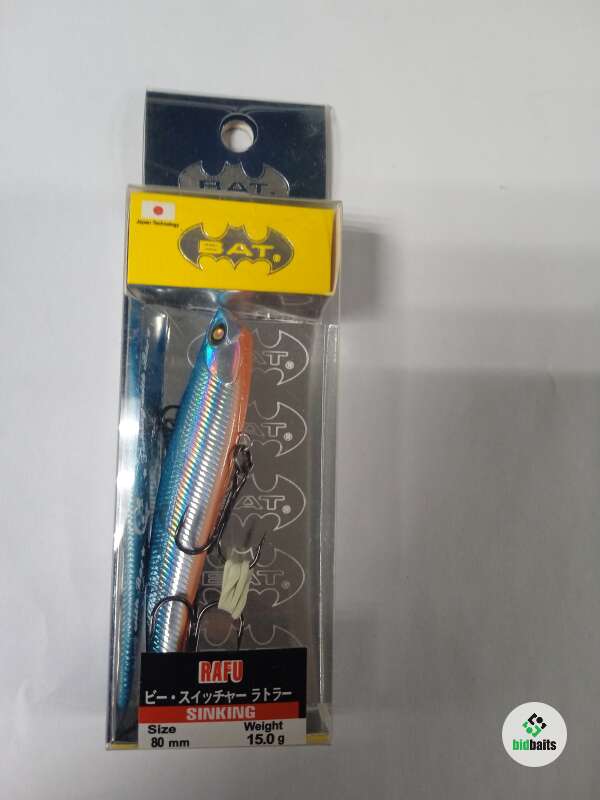 BAT.
Japan Technology
BAT®
BAT®
AT®
BAT®
BAT®
RAFU
ビー・スイッチャー ラトラー
SINKING
Size Weight
80 mm 15.0 g
bidbaits